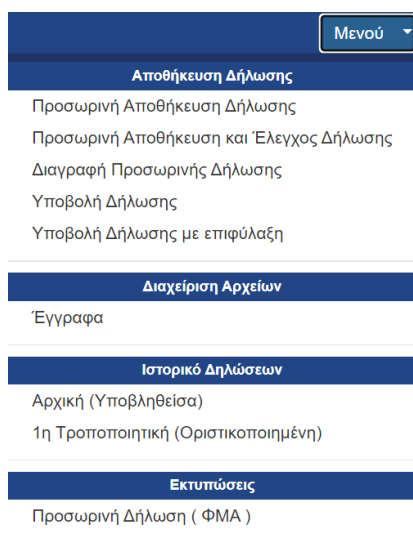 Μενού
Αποθήκευση Δήλωσης
Προσωρινή Αποθήκευση Δήλωσης
Προσωρινή Αποθήκευση και Έλεγχος Δήλωσης
Διαγραφή Προσωρινής Δήλωσης
Υποβολή Δήλωσης
Υποβολή Δήλωσης με επιφύλαξη
Διαχείριση Αρχείων
Έγγραφα
Ιστορικό Δηλώσεων
Αρχική (Υποβληθείσα)
1η Τροποποιητική (Οριστικοποιημένη)
Εκτυπώσεις
Προσωρινή Δήλωση ( ΦΜΑ )